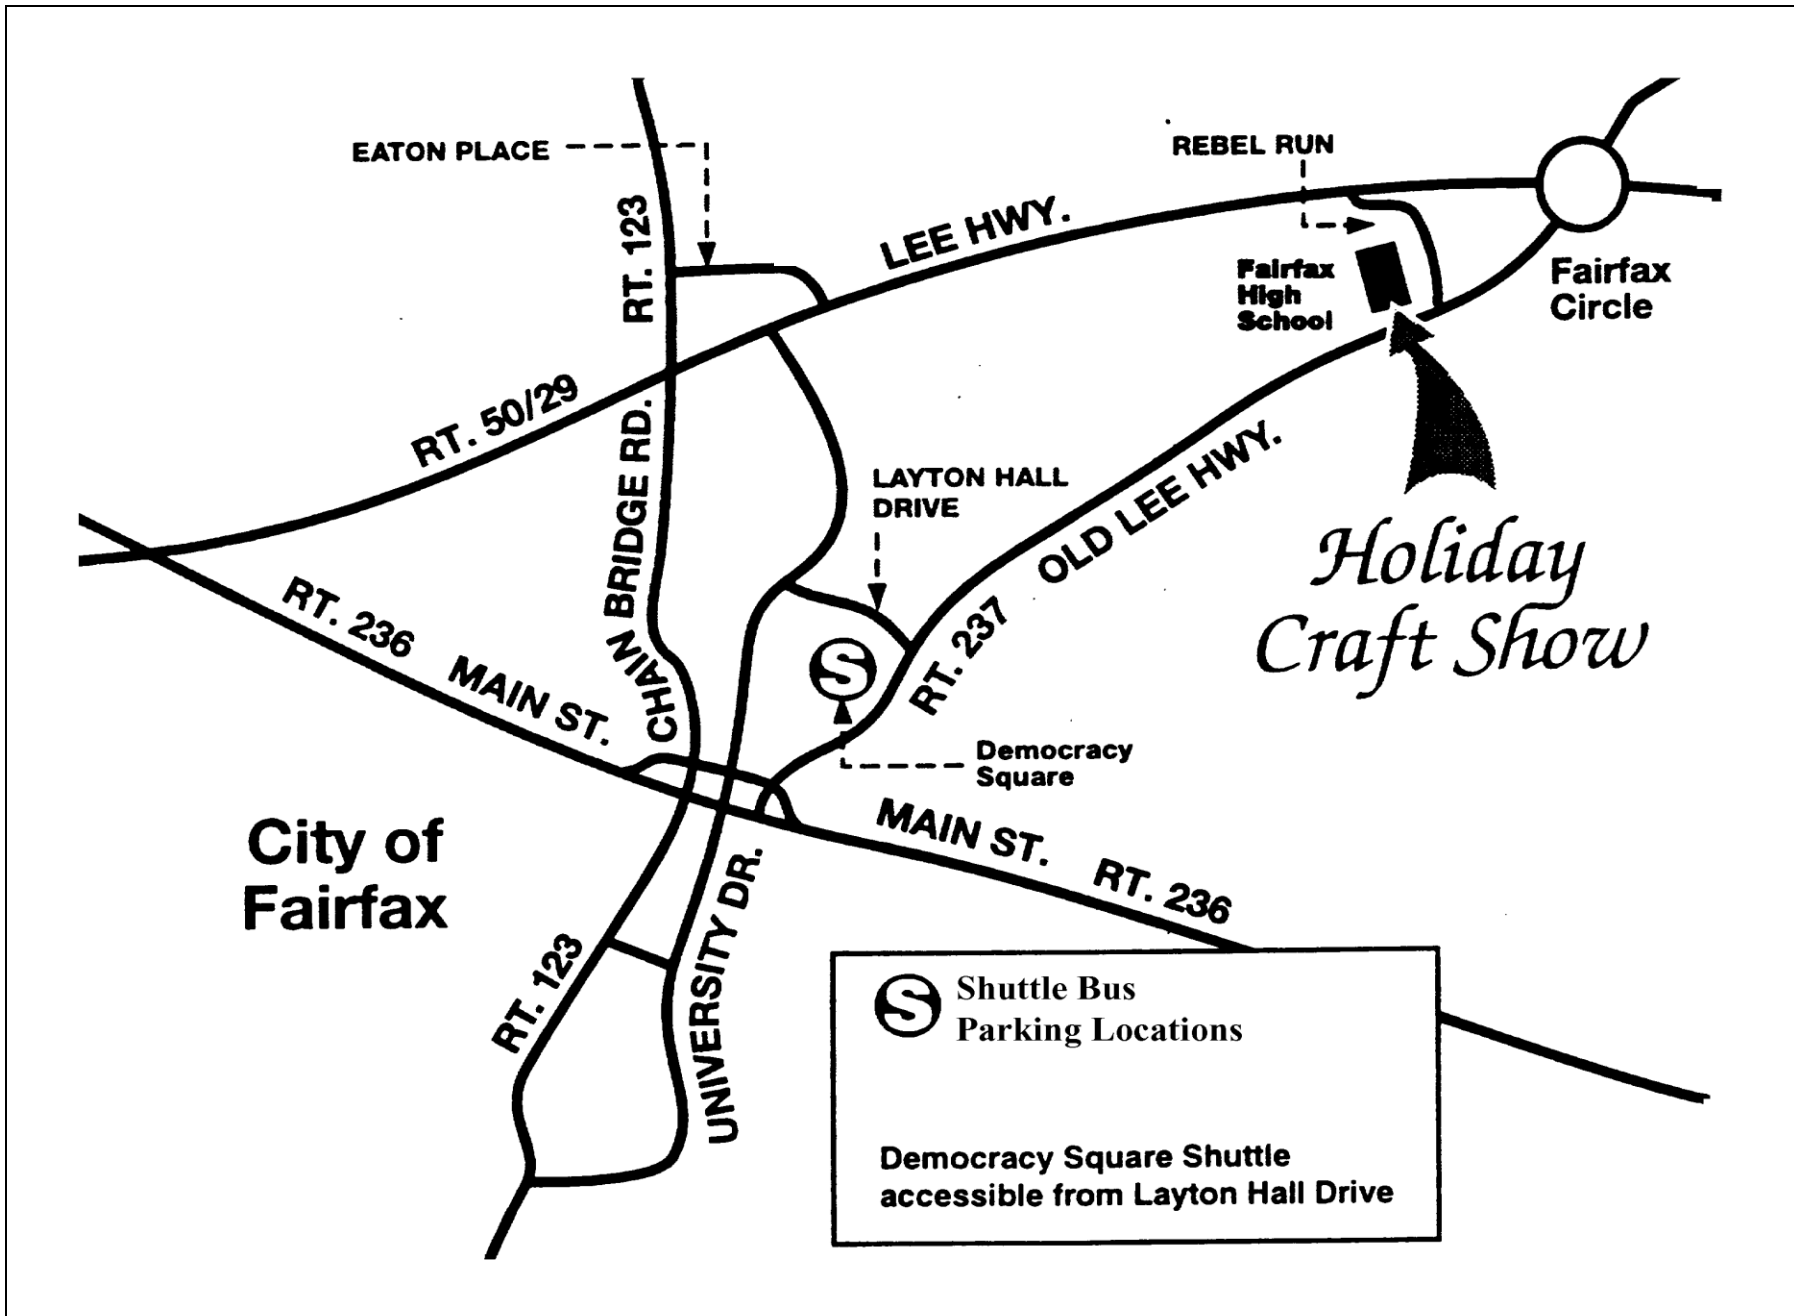 EATON PLACE
REBEL RUN
RT. 123
LEE HWY.
Fairfax
High
School
Fairfax
Circle
RT. 50/29
CHAIN BRIDGE RD.
LAYTON HALL
DRIVE
OLD LEE HWY.
RT. 237
Holiday
Craft Show
RT. 236 MAIN ST.
S
Democracy
Square
City of
Fairfax
MAIN ST. RT. 236
UNIVERSITY DR.
RT. 123
S Shuttle Bus
Parking Locations
Democracy Square Shuttle
accessible from Layton Hall Drive